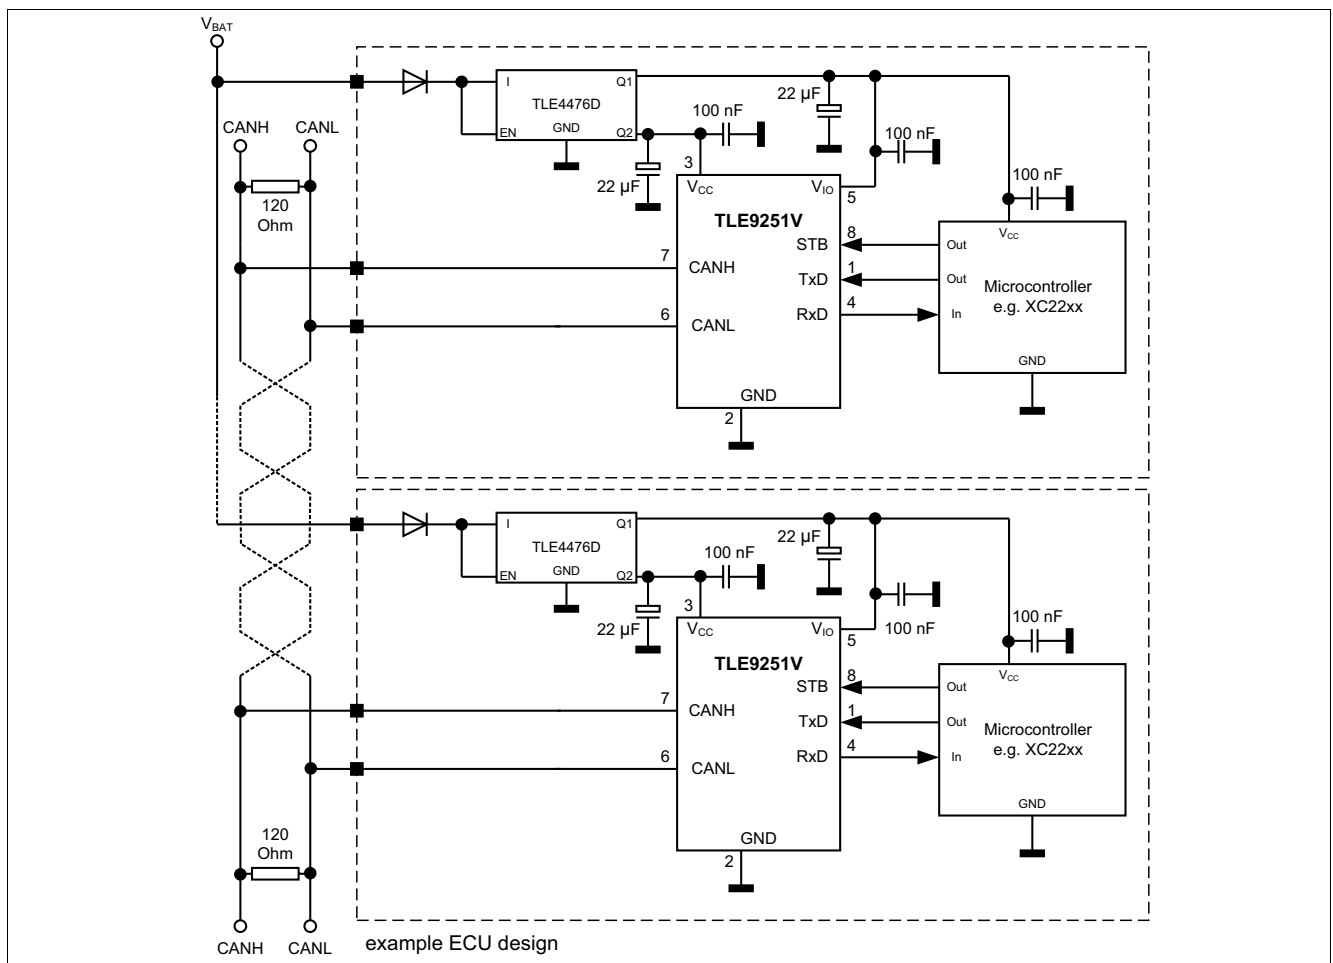 VBAT
CANH CANL
120
Ohm
I
Q1
TLE4476D
EN
GND
Q2
22 µF
100 nF
22 µF
100 nF
100 nF
3
VCC
VIO
5
TLE9251V
STB
8
Out
TxD
1
Out
RxD
4
In
7
CANH
6
CANL
GND
2
VCC
Microcontroller
e.g. XC22xx
GND
I
Q1
TLE4476D
EN
GND
Q2
22 µF
100 nF
22 µF
100 nF
100 nF
3
VCC
VIO
5
TLE9251V
STB
8
Out
TxD
1
Out
RxD
4
In
7
CANH
6
CANL
GND
2
VCC
Microcontroller
e.g. XC22xx
GND
120
Ohm
CANH CANL
example ECU design